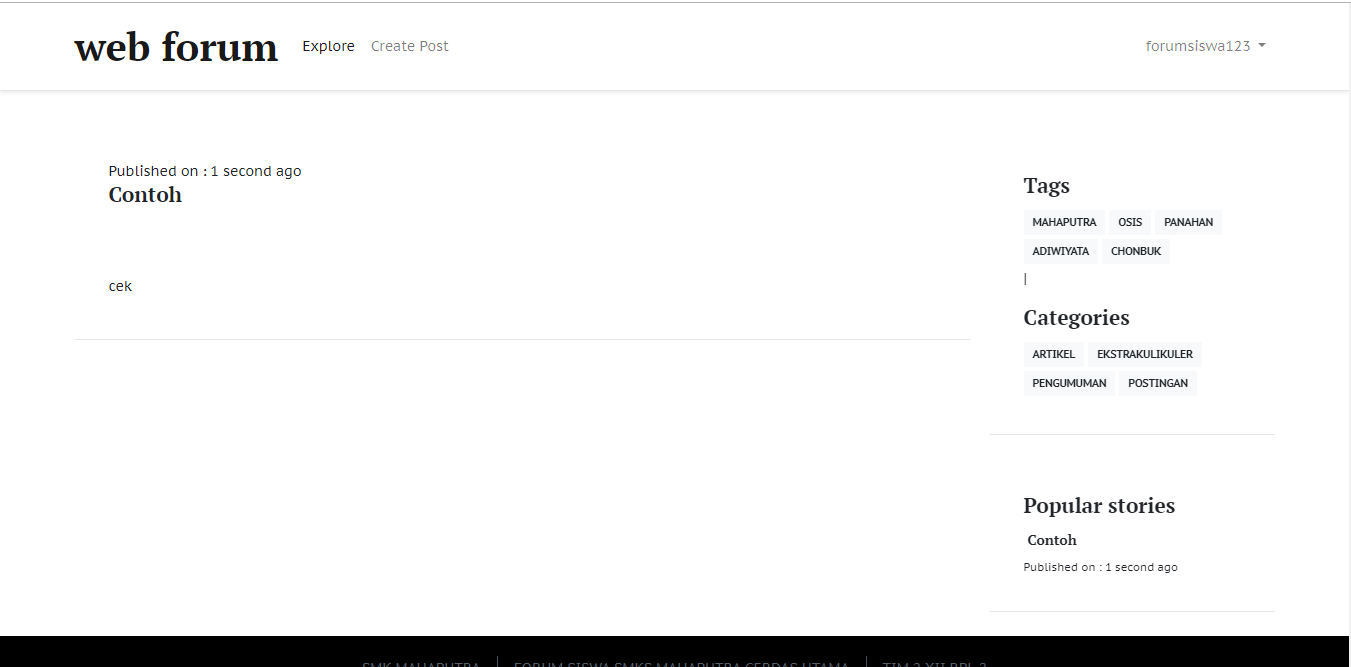 web forum
Explore
Create Post
forumsiswa123
Published on : 1 second ago
Contoh
cek
Tags
MAHAPUTRA
OSIS
PANAHAN
ADIWIYATA
CHONBUK
|
Categories
ARTIKEL
EKSTRAKULIKULER
PENGUMUMAN
POSTINGAN
Popular stories
Contoh
Published on : 1 second ago
SMK MAHAPUTRA
FORUM SISWA SMKS MAHAPUTRA CERDAS UTAMA
TIM 2 XII RPL 2